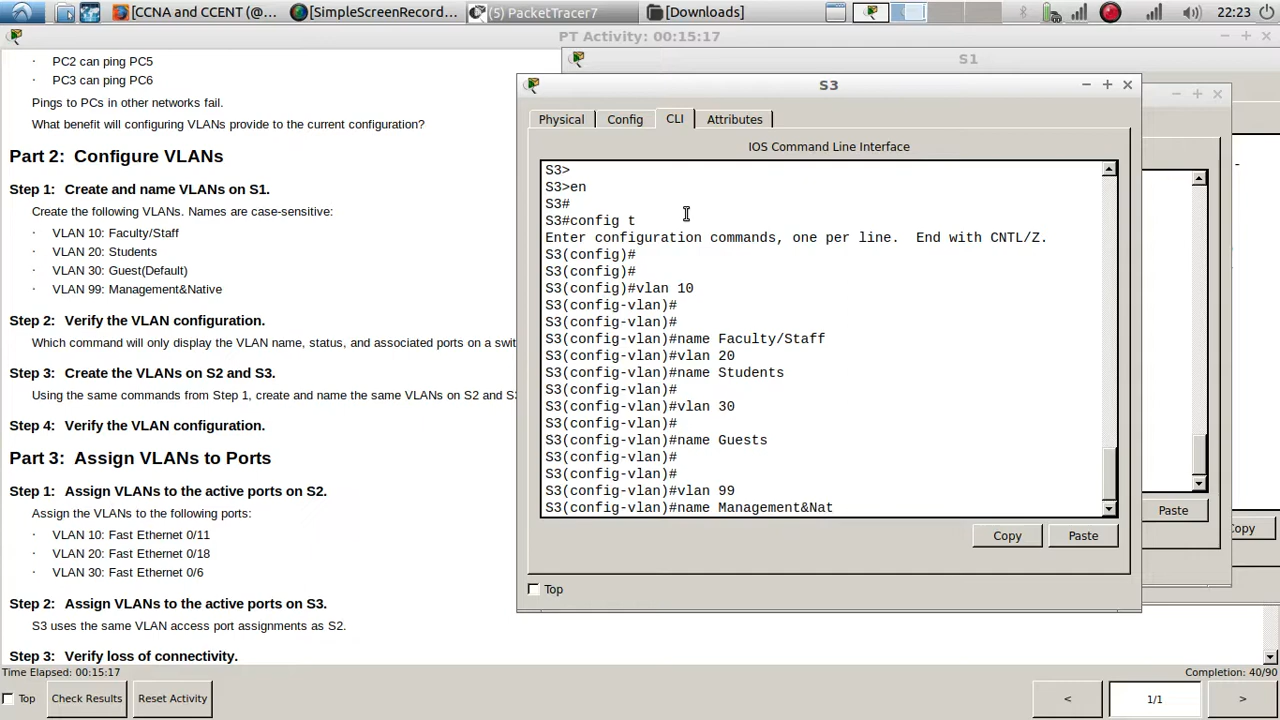 [CCNA and CCENT (@...
[SimpleScreenRecord...
(5) PacketTracer7
[Downloads]
22:23
PT Activity: 00:15:17
S1
S3
Physical
Config
CLI
Attributes
IOS Command Line Interface
S3>
S3>en
S3#
S3#config t
Enter configuration commands, one per line.  End with CNTL/Z.
S3(config)#
S3(config)#
S3(config)#vlan 10
S3(config-vlan)#
S3(config-vlan)#
S3(config-vlan)#name Faculty/Staff
S3(config-vlan)#vlan 20
S3(config-vlan)#name Students
S3(config-vlan)#
S3(config-vlan)#vlan 30
S3(config-vlan)#
S3(config-vlan)#name Guests
S3(config-vlan)#
S3(config-vlan)#
S3(config-vlan)#vlan 99
S3(config-vlan)#name Management&Nat
Copy
Paste
Top
Paste
opy
· PC2 can ping PC5
· PC3 can ping PC6
Pings to PCs in other networks fail.
What benefit will configuring VLANs provide to the current configuration?
Part 2: Configure VLANs
Step 1: Create and name VLANs on S1.
Create the following VLANs. Names are case-sensitive:
· VLAN 10: Faculty/Staff
· VLAN 20: Students
· VLAN 30: Guest(Default)
· VLAN 99: Management&Native
Step 2: Verify the VLAN configuration.
Which command will only display the VLAN name, status, and associated ports on a swit
Step 3: Create the VLANs on S2 and S3.
Using the same commands from Step 1, create and name the same VLANs on S2 and S3
Step 4: Verify the VLAN configuration.
Part 3: Assign VLANs to Ports
Step 1: Assign VLANs to the active ports on S2.
Assign the VLANs to the following ports:
· VLAN 10: Fast Ethernet 0/11
· VLAN 20: Fast Ethernet 0/18
· VLAN 30: Fast Ethernet 0/6
Step 2: Assign VLANs to the active ports on S3.
S3 uses the same VLAN access port assignments as S2.
Step 3: Verify loss of connectivity.
Time Elapsed: 00:15:17
Completion: 40/90
Top
Check Results
Reset Activity
<
1/1
>